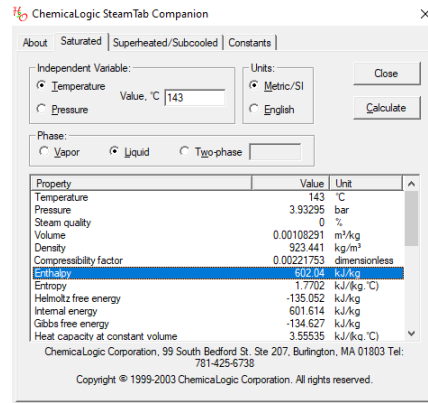 H2O ChemicaLogic SteamTab Companion
About Saturated Superheated/Subcooled Constants
Independent Variable:
Temperature
Pressure
Value, °C 143
Units:
Metric/SI
English
Close
Calculate
Phase:
Vapor Liquid Two-phase
Property Value Unit
Temperature 143 °C
Pressure 3.93295 bar
Steam quality 0 %
Volume 0.00108291 m³/kg
Density 923.441 kg/m³
Compressibility factor 0.00221753 dimensionless
Enthalpy 602.04 kJ/kg
Entropy 1.7702 kJ/(kg.°C)
Helmoltz free energy -135.052 kJ/kg
Internal energy 601.614 kJ/kg
Gibbs free energy -134.627 kJ/kg
Heat capacity at constant volume 3.55535 kJ/(kg.°C)
ChemicaLogic Corporation, 99 South Bedford St. Ste 207, Burlington, MA 01803 Tel:
781-425-6738
Copyright © 1999-2003 ChemicaLogic Corporation. All rights reserved.